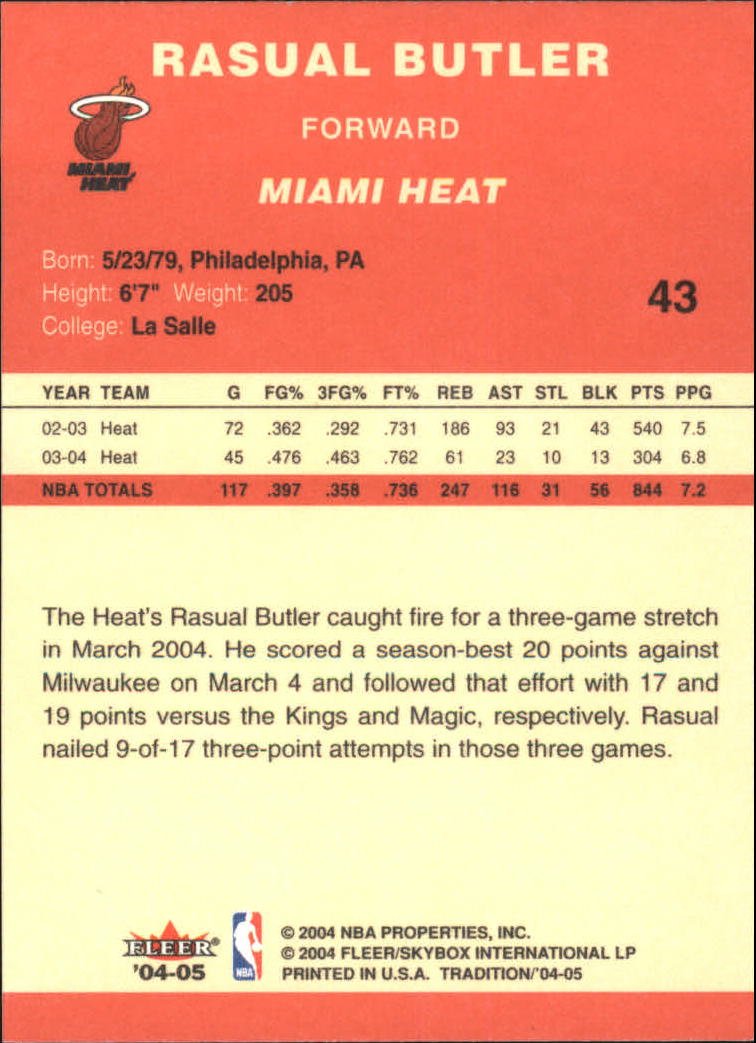 RASUAL BUTLER
FORWARD
MIAMI HEAT
MIAMI
HEAT
Born: 5/23/79, Philadelphia, PA
Height: 6'7" Weight: 205
College: La Salle
43
YEAR TEAM G FG% 3FG% FT% REB AST STL BLK PTS PPG
02-03 Heat 72 .362 .292 .731 186 93 21 43 540 7.5
03-04 Heat 45 .476 .463 .762 61 23 10 13 304 6.8
NBA TOTALS 117 .397 .358 .736 247 116 31 56 844 7.2
The Heat's Rasual Butler caught fire for a three-game stretch
in March 2004. He scored a season-best 20 points against
Milwaukee on March 4 and followed that effort with 17 and
19 points versus the Kings and Magic, respectively. Rasual
nailed 9-of-17 three-point attempts in those three games.
FLEER®
'04-05
NBA
© 2004 NBA PROPERTIES, INC.
© 2004 FLEER/SKYBOX INTERNATIONAL LP
PRINTED IN U.S.A. TRADITION/'04-05